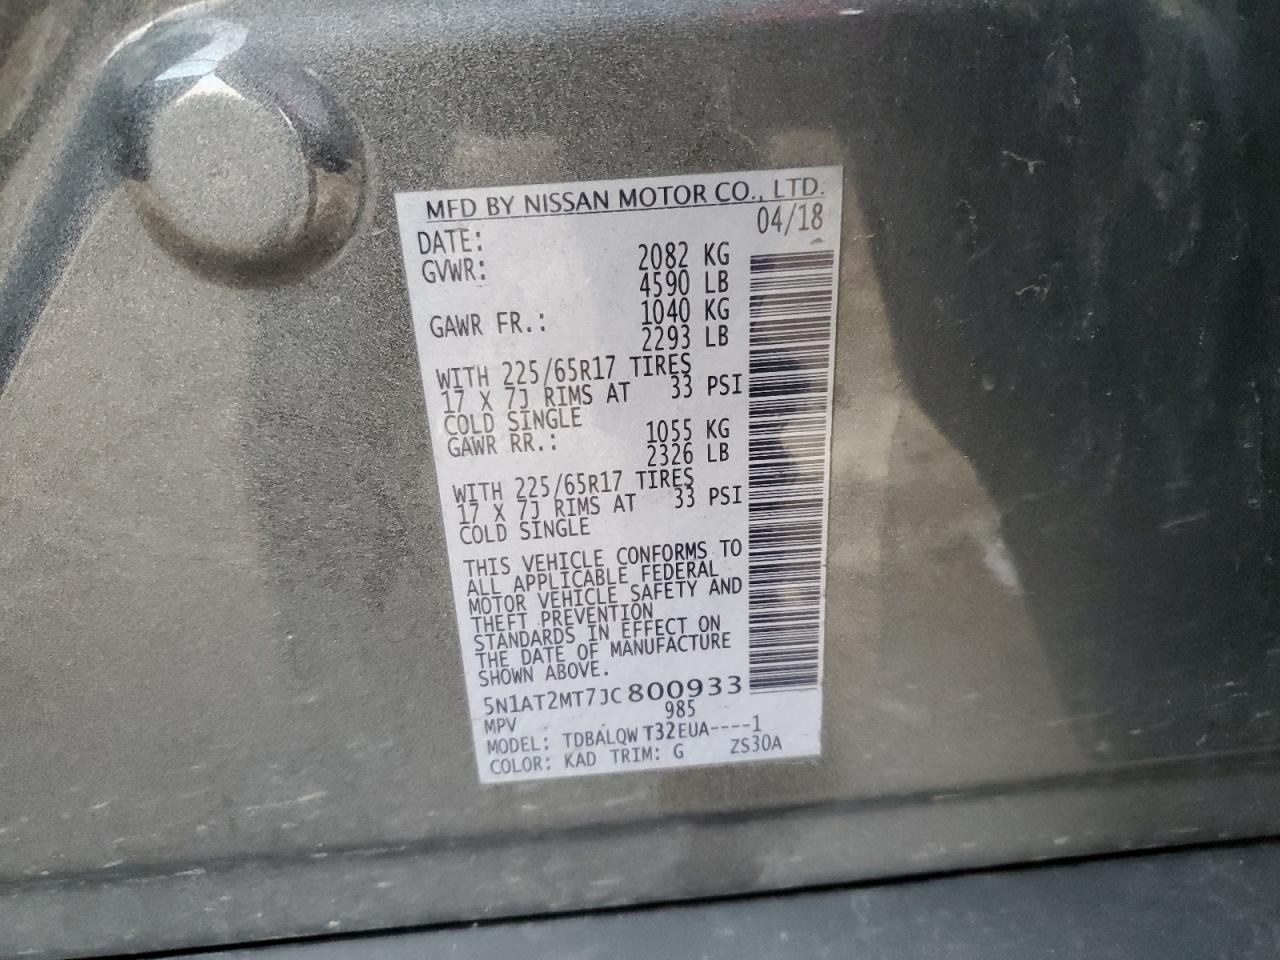 MFD BY NISSAN MOTOR CO., LTD.
DATE: 04/18
GVWR: 2082 KG
4590 LB
GAWR FR.: 1040 KG
2293 LB
WITH 225/65R17 TIRES
17 X 7J RIMS AT 33 PSI
COLD SINGLE
GAWR RR.: 1055 KG
2326 LB
WITH 225/65R17 TIRES
17 X 7J RIMS AT 33 PSI
COLD SINGLE
THIS VEHICLE CONFORMS TO
ALL APPLICABLE FEDERAL
MOTOR VEHICLE SAFETY AND
THEFT PREVENTION
STANDARDS IN EFFECT ON
THE DATE OF MANUFACTURE
SHOWN ABOVE.
5N1AT2MT7JC800933
MPV 985
MODEL: TDBALQW T32EUA----1
COLOR: KAD TRIM: G ZS30A